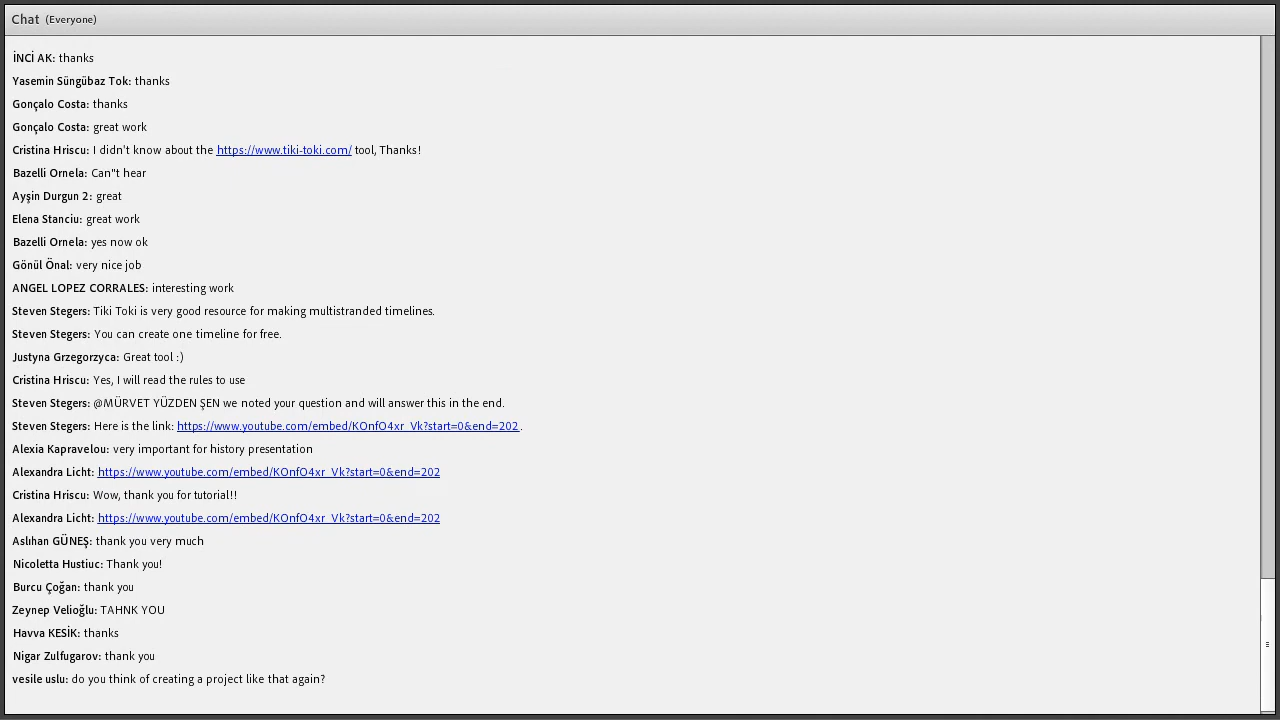 Chat (Everyone)
İNCİ AK: thanks
Yasemin Süngübaz Tok: thanks
Gonçalo Costa: thanks
Gonçalo Costa: great work
Cristina Hriscu: I didn't know about the https://www.tiki-toki.com/ tool, Thanks!
Bazelli Ornela: Can"t hear
Ayşin Durgun 2: great
Elena Stanciu: great work
Bazelli Ornela: yes now ok
Gönül Önal: very nice job
ANGEL LOPEZ CORRALES: interesting work
Steven Stegers: Tiki Toki is very good resource for making multistranded timelines.
Steven Stegers: You can create one timeline for free.
Justyna Grzegorzyca: Great tool :)
Cristina Hriscu: Yes, I will read the rules to use
Steven Stegers: @MÜRVET YÜZDEN ŞEN we noted your question and will answer this in the end.
Steven Stegers: Here is the link: https://www.youtube.com/embed/KOnfO4xr_Vk?start=0&end=202.
Alexia Kapravelou: very important for history presentation
Alexandra Licht: https://www.youtube.com/embed/KOnfO4xr_Vk?start=0&end=202
Cristina Hriscu: Wow, thank you for tutorial!!
Alexandra Licht: https://www.youtube.com/embed/KOnfO4xr_Vk?start=0&end=202
Aslıhan GÜNEŞ: thank you very much
Nicoletta Hustiuc: Thank you!
Burcu Çoğan: thank you
Zeynep Velioğlu: TAHNK YOU
Havva KESİK: thanks
Nigar Zulfugarov: thank you
vesile uslu: do you think of creating a project like that again?